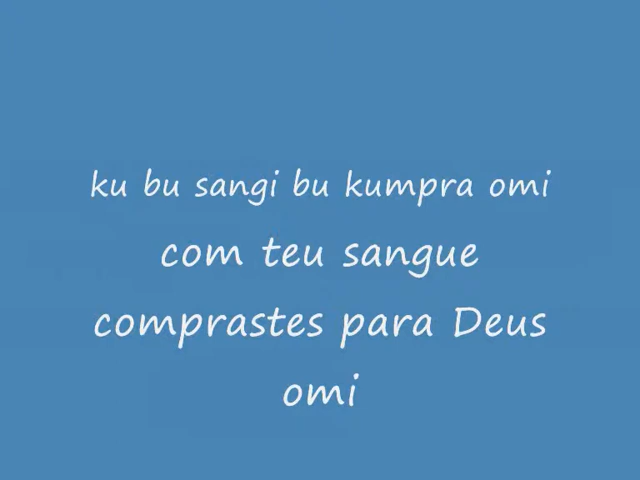 ku bu sangi bu kumpra omi
com teu sangue
comprastes para Deus
omi